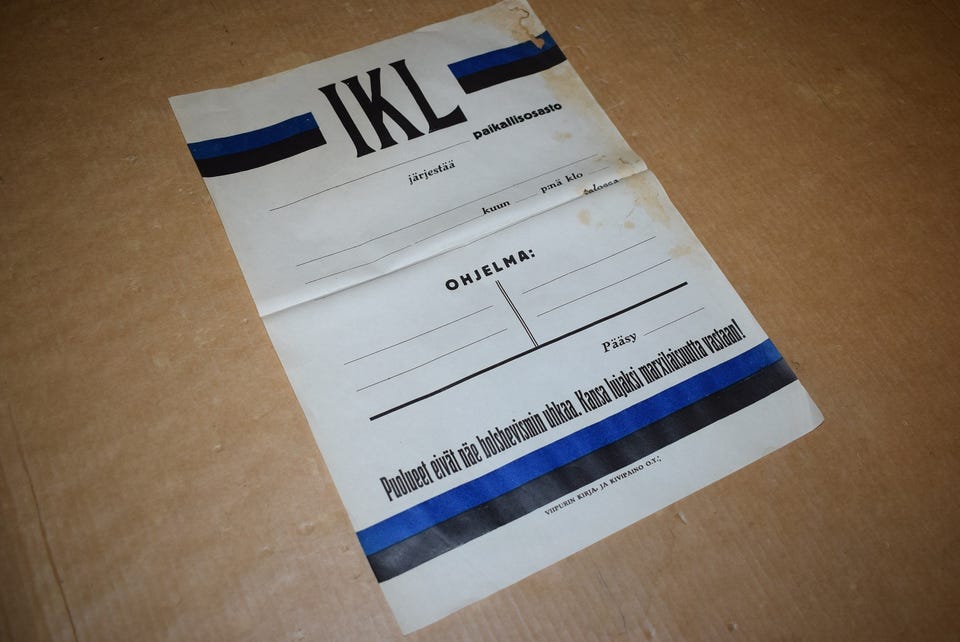 IKL
paikallisosasto
järjestää
kuun p:nä klo
talossa
OHJELMA:
Pääsy
Puolueet eivät näe bolshevismin uhkaa. Kansa lujaksi marxilaisuutta vastaan!
VIIPURIN KIRJA- JA KIVIPAINO O.Y.;